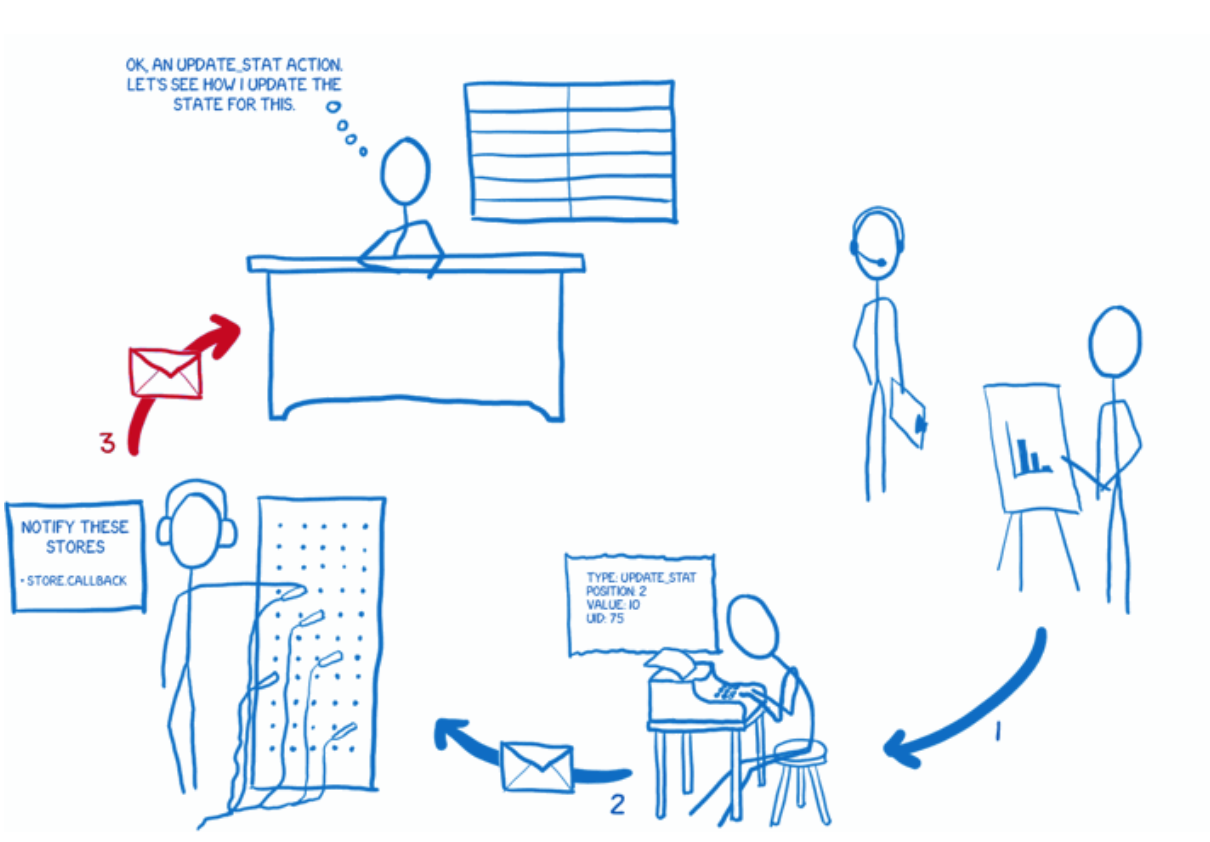 OK, AN UPDATE_STAT ACTION.
LET'S SEE HOW I UPDATE THE
STATE FOR THIS.
3
NOTIFY THESE
STORES
• STORE.CALLBACK
TYPE: UPDATE_STAT
POSITION: 2
VALUE: 10
UID: 75
1
2